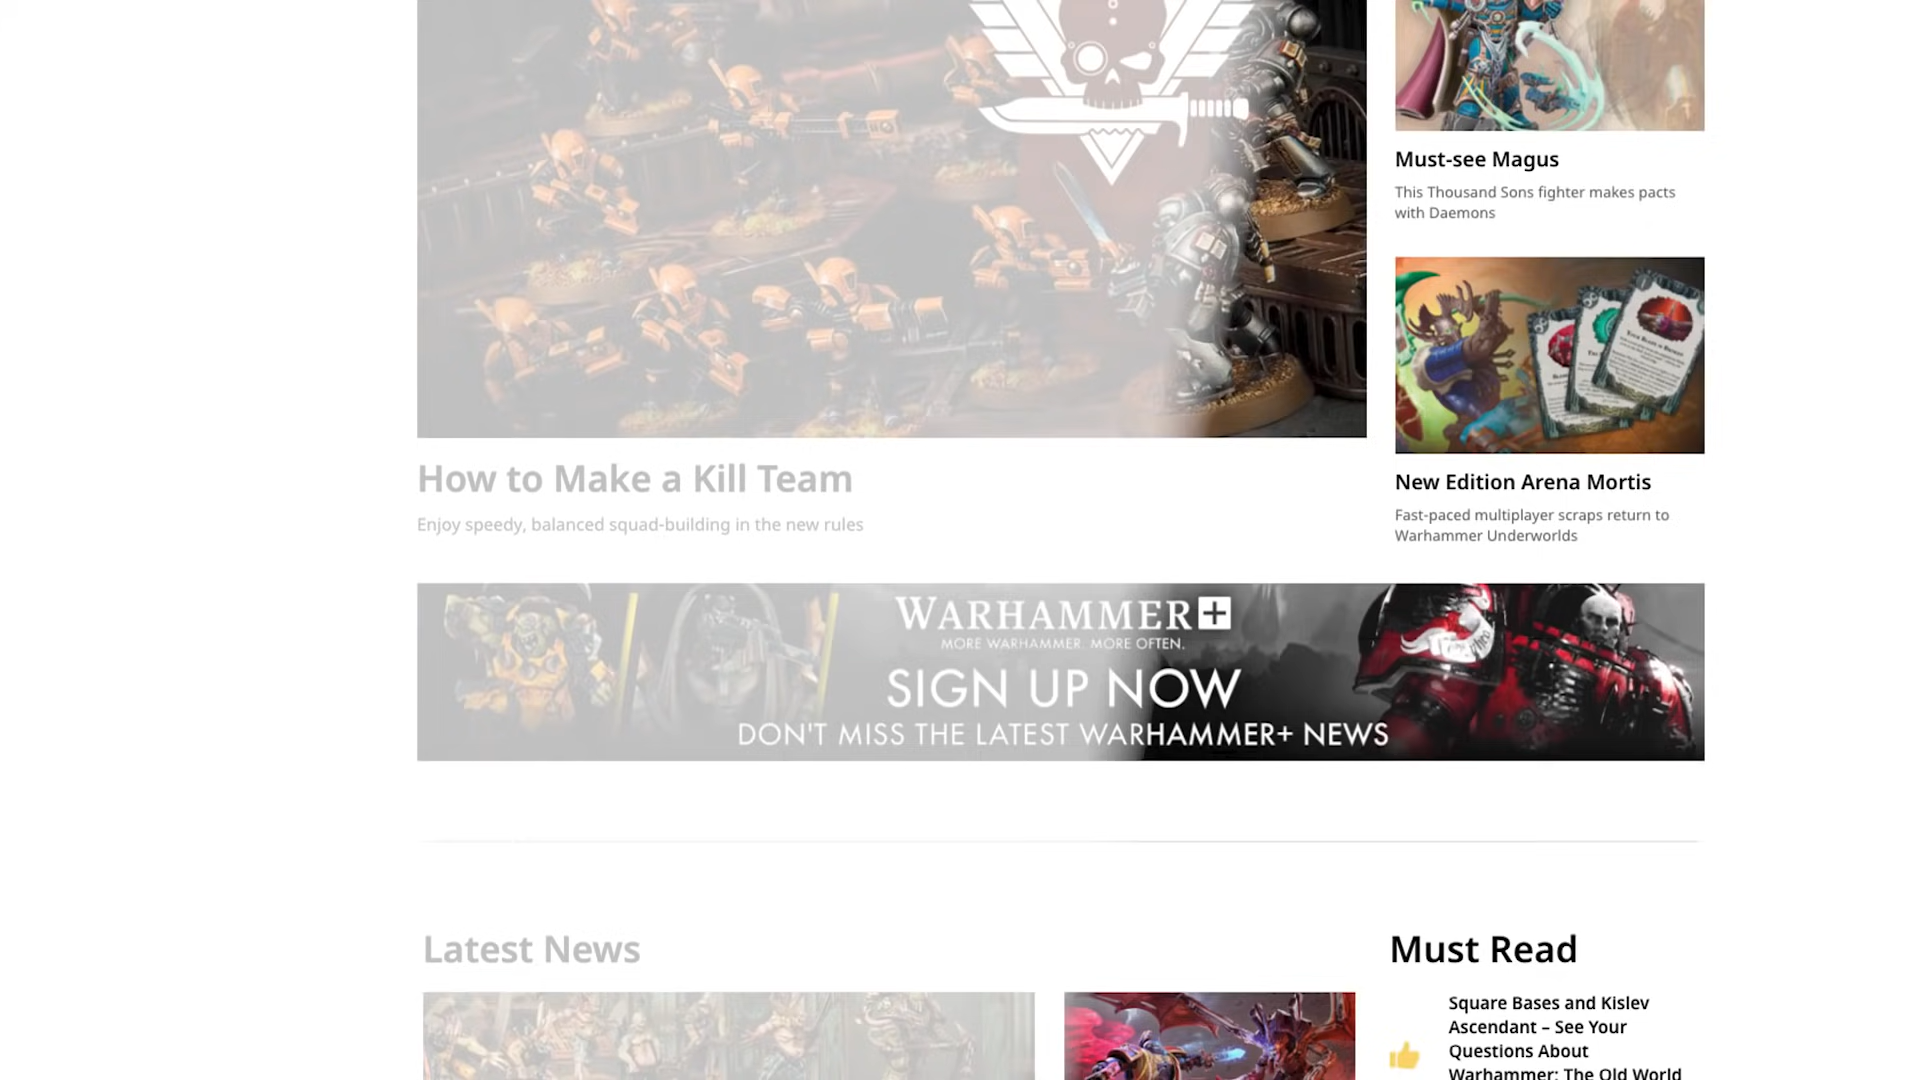 Must-see Magus
This Thousand Sons fighter makes pacts
with Daemons
How to Make a Kill Team
Enjoy speedy, balanced squad-building in the new rules
New Edition Arena Mortis
Fast-paced multiplayer scraps return to
Warhammer Underworlds
WARHAMMER+
MORE WARHAMMER. MORE OFTEN.
SIGN UP NOW
DON'T MISS THE LATEST WARHAMMER+ NEWS
Latest News
Must Read
Square Bases and Kislev
Ascendant – See Your
Questions About
Warhammer: The Old World